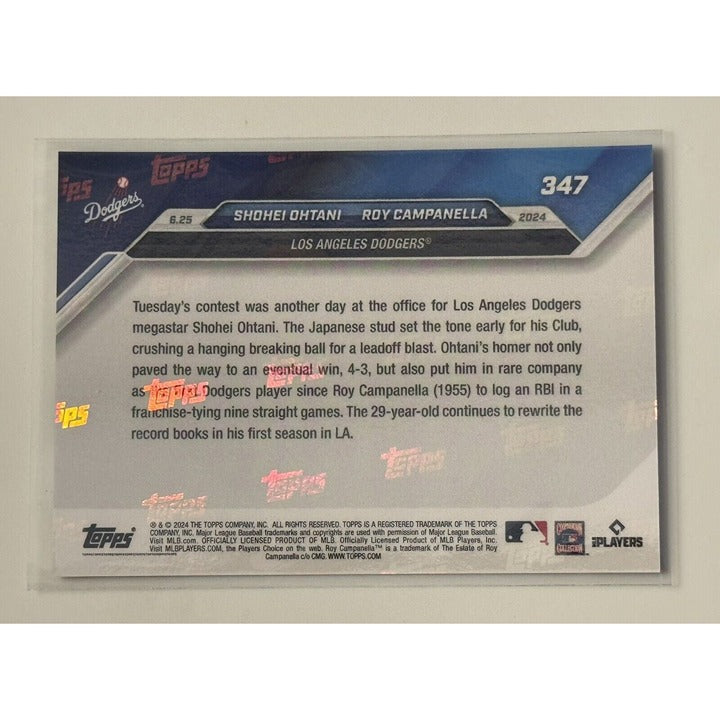 Topps
Dodgers
347
6.25 SHOHEI OHTANI ROY CAMPANELLA 2024
LOS ANGELES DODGERS®
Tuesday's contest was another day at the office for Los Angeles Dodgers
megastar Shohei Ohtani. The Japanese stud set the tone early for his Club,
crushing a hanging breaking ball for a leadoff blast. Ohtani's homer not only
paved the way to an eventual win, 4-3, but also put him in rare company
as Dodgers player since Roy Campanella (1955) to log an RBI in a
franchise-tying nine straight games. The 29-year-old continues to rewrite the
record books in his first season in LA.
Topps
® & © 2024 THE TOPPS COMPANY, INC. ALL RIGHTS RESERVED. TOPPS IS A REGISTERED TRADEMARK OF THE TOPPS
COMPANY, INC. Major League Baseball trademarks and copyrights are used with permission of Major League Baseball.
Visit MLB.com. OFFICIALLY LICENSED PRODUCT OF MLB Players, Inc.
Visit MLBPLAYERS.com, the Players Choice on the web. Roy Campanella™ is a trademark of The Estate of Roy
Campanella c/o CMG. WWW.TOPPS.COM
PLAYERS